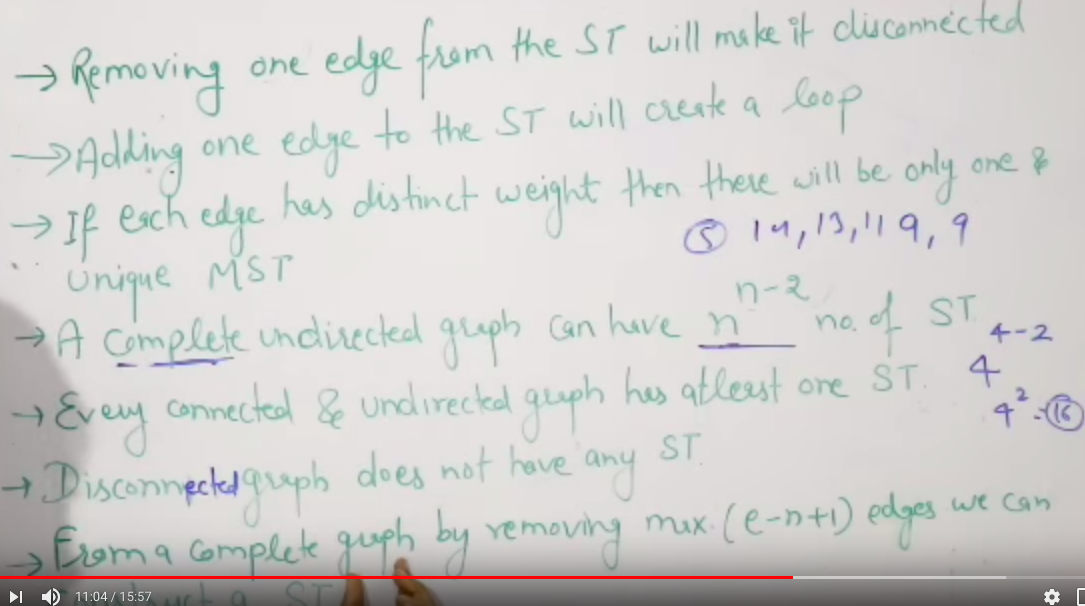 → Removing one edge from the ST will make it disconnected
→ Adding one edge to the ST will create a loop
→ If each edge has distinct weight then there will be only one &
unique MST
⑤ 14, 13, 11 9, 9
→ A complete undirected graph can have n^(n-2) no. of ST
4^(4-2)
→ Every connected & undirected graph has atleast one ST.
4^2 = ⑯
→ Disconnected graph does not have any ST.
→ From a complete graph by removing max. (e-n+1) edges we can
construct a ST
11:04 / 15:57